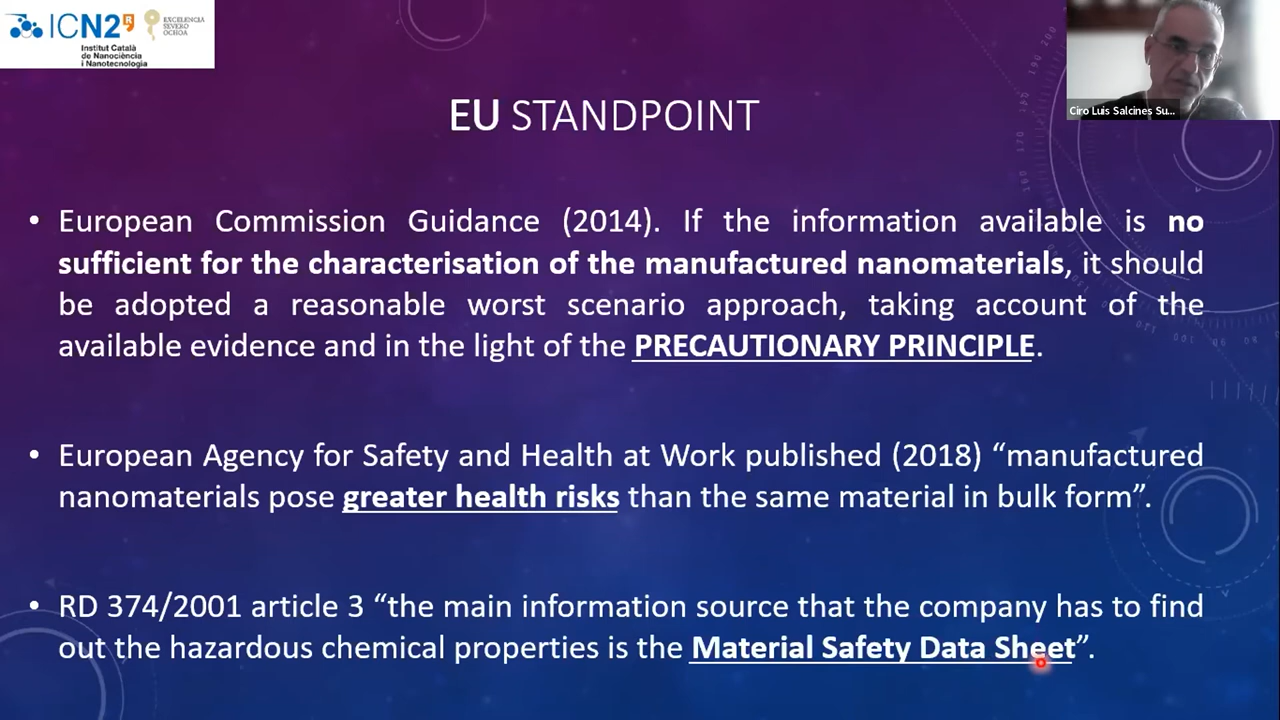 ICN2
EXCELENCIA
SEVERO
OCHOA
Institut Català
de Nanociència
i Nanotecnologia
Ciro Luis Salcines Su...
EU STANDPOINT
• European Commission Guidance (2014). If the information available is no
sufficient for the characterisation of the manufactured nanomaterials, it should
be adopted a reasonable worst scenario approach, taking account of the
available evidence and in the light of the PRECAUTIONARY PRINCIPLE.
• European Agency for Safety and Health at Work published (2018) “manufactured
nanomaterials pose greater health risks than the same material in bulk form”.
• RD 374/2001 article 3 “the main information source that the company has to find
out the hazardous chemical properties is the Material Safety Data Sheet”.